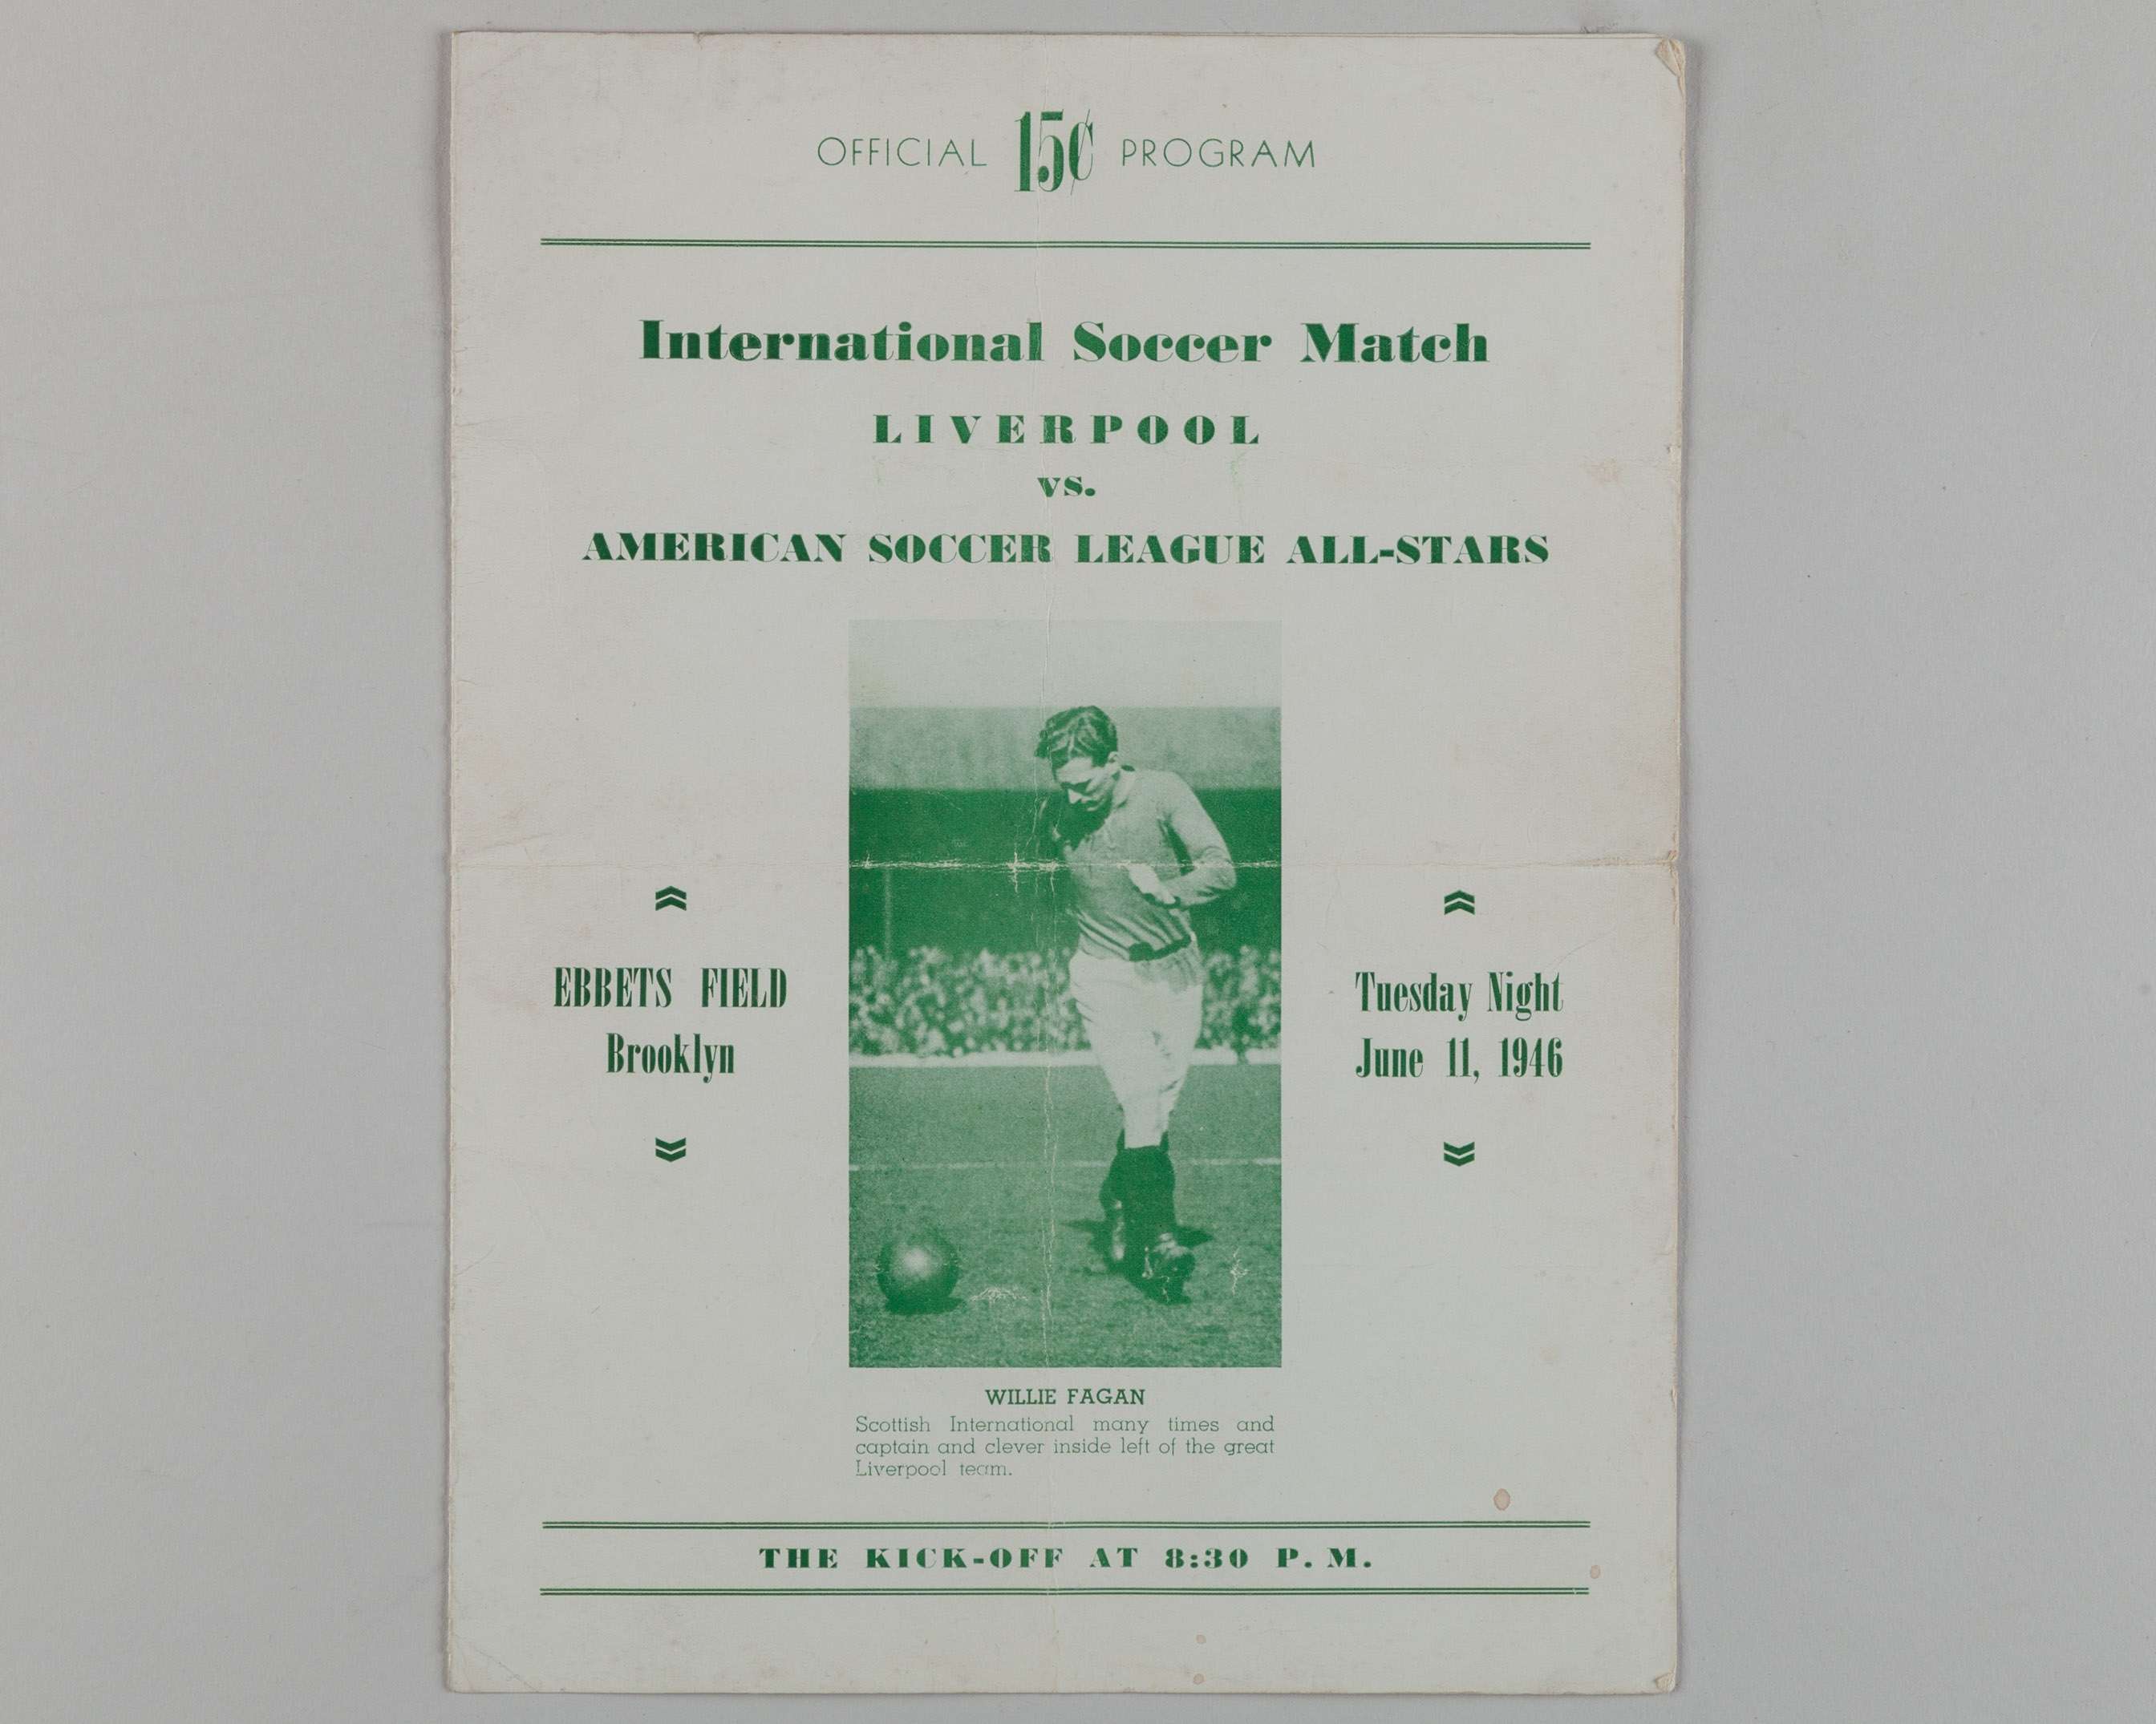 OFFICIAL 15¢ PROGRAM
International Soccer Match
LIVERPOOL
vs.
AMERICAN SOCCER LEAGUE ALL-STARS
EBBETS FIELD
Brooklyn
Tuesday Night
June 11, 1946
WILLIE FAGAN
Scottish International many times and
captain and clever inside left of the great
Liverpool team.
THE KICK-OFF AT 8:30 P. M.